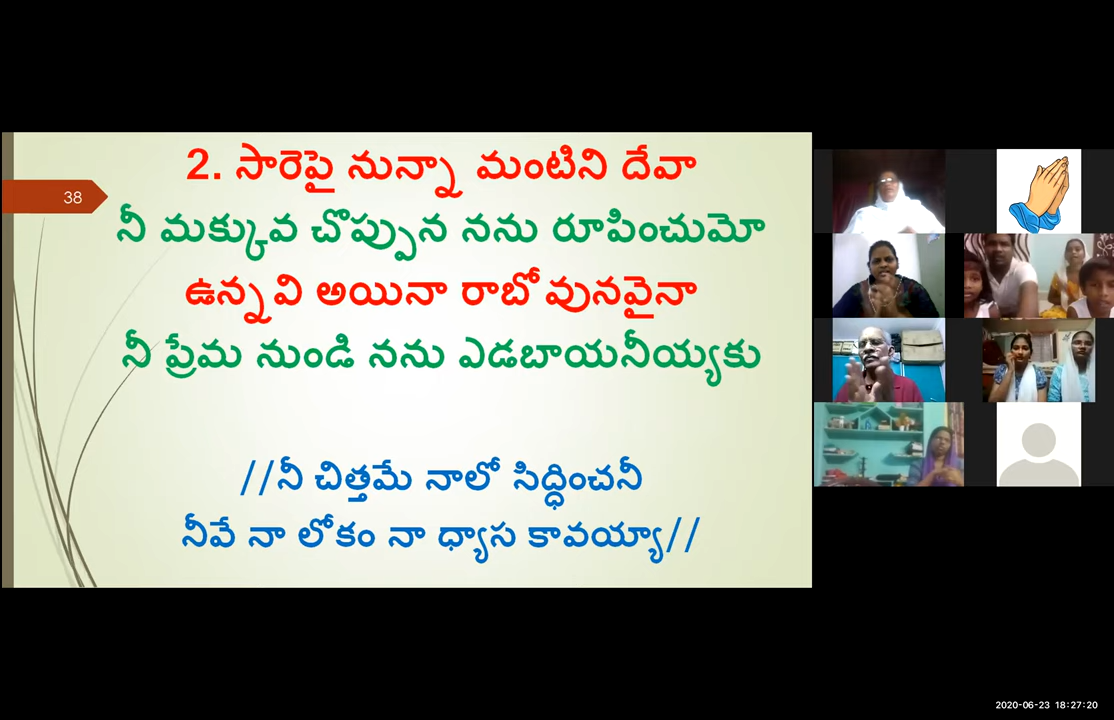 38
2. సారెపై నున్నా మంటిని దేవా
నీ మక్కువ చొప్పున నను రూపించుమో
ఉన్నవి అయినా రాబోవునవైనా
నీ ప్రేమ నుండి నను ఎడబాయనీయ్యకు
//నీ చిత్తమే నాలో సిద్ధించనీ
నీవే నా లోకం నా ధ్యాస కావయ్యా//
2020-06-23 18:27:20